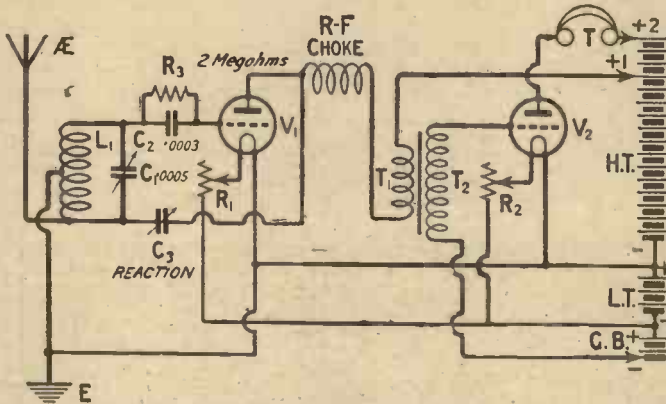 Æ
R3
2 Megohms
R-F
CHOKE
T
+2
+1
L1
C2 ·0003
C1 ·0005
V1
R1
C3
REACTION
T1
T2
V2
R2
H.T.
-
+
L.T.
-
G.B.
+
-
E